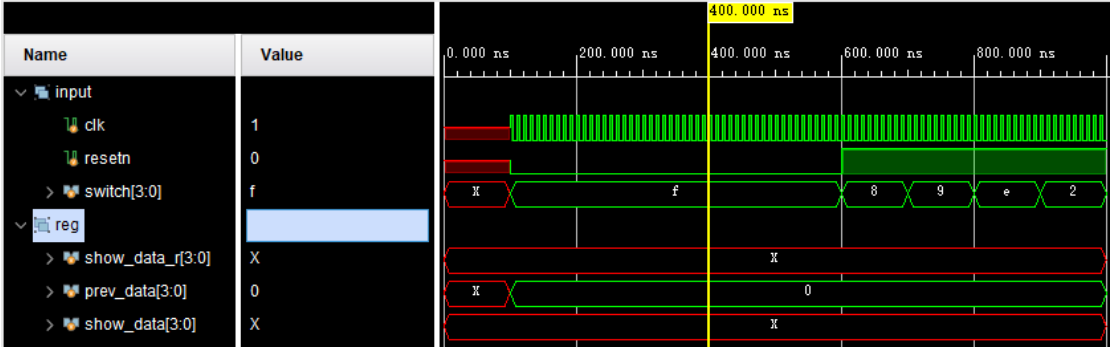 400.000 ns
Name Value 0.000 ns 200.000 ns 400.000 ns 600.000 ns 800.000 ns
input
clk 1
resetn 0
switch[3:0] f X f 8 9 e 2
reg
show_data_r[3:0] X X
prev_data[3:0] 0 X 0
show_data[3:0] X X